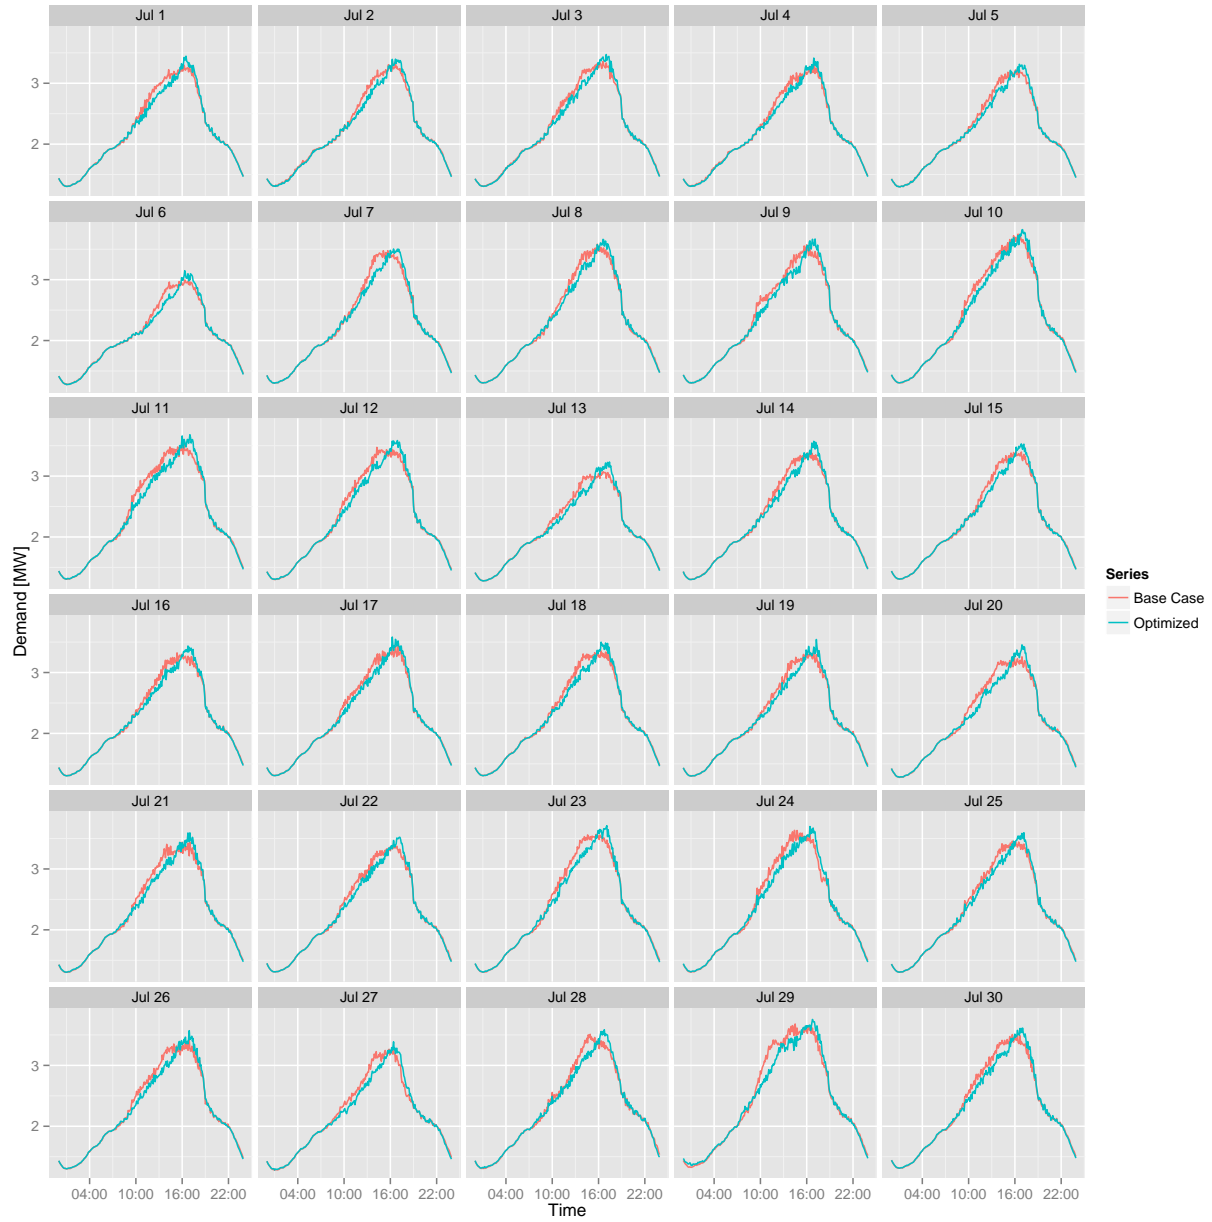 Jul 1 Jul 2 Jul 3 Jul 4 Jul 5
3
2
Jul 6 Jul 7 Jul 8 Jul 9 Jul 10
3
2
Jul 11 Jul 12 Jul 13 Jul 14 Jul 15
3
2
Jul 16 Jul 17 Jul 18 Jul 19 Jul 20
3
2
Jul 21 Jul 22 Jul 23 Jul 24 Jul 25
3
2
Jul 26 Jul 27 Jul 28 Jul 29 Jul 30
3
2
04:00 10:00 16:00 22:00 04:00 10:00 16:00 22:00 04:00 10:00 16:00 22:00 04:00 10:00 16:00 22:00 04:00 10:00 16:00 22:00
Time
Demand [MW]
Series
Base Case
Optimized